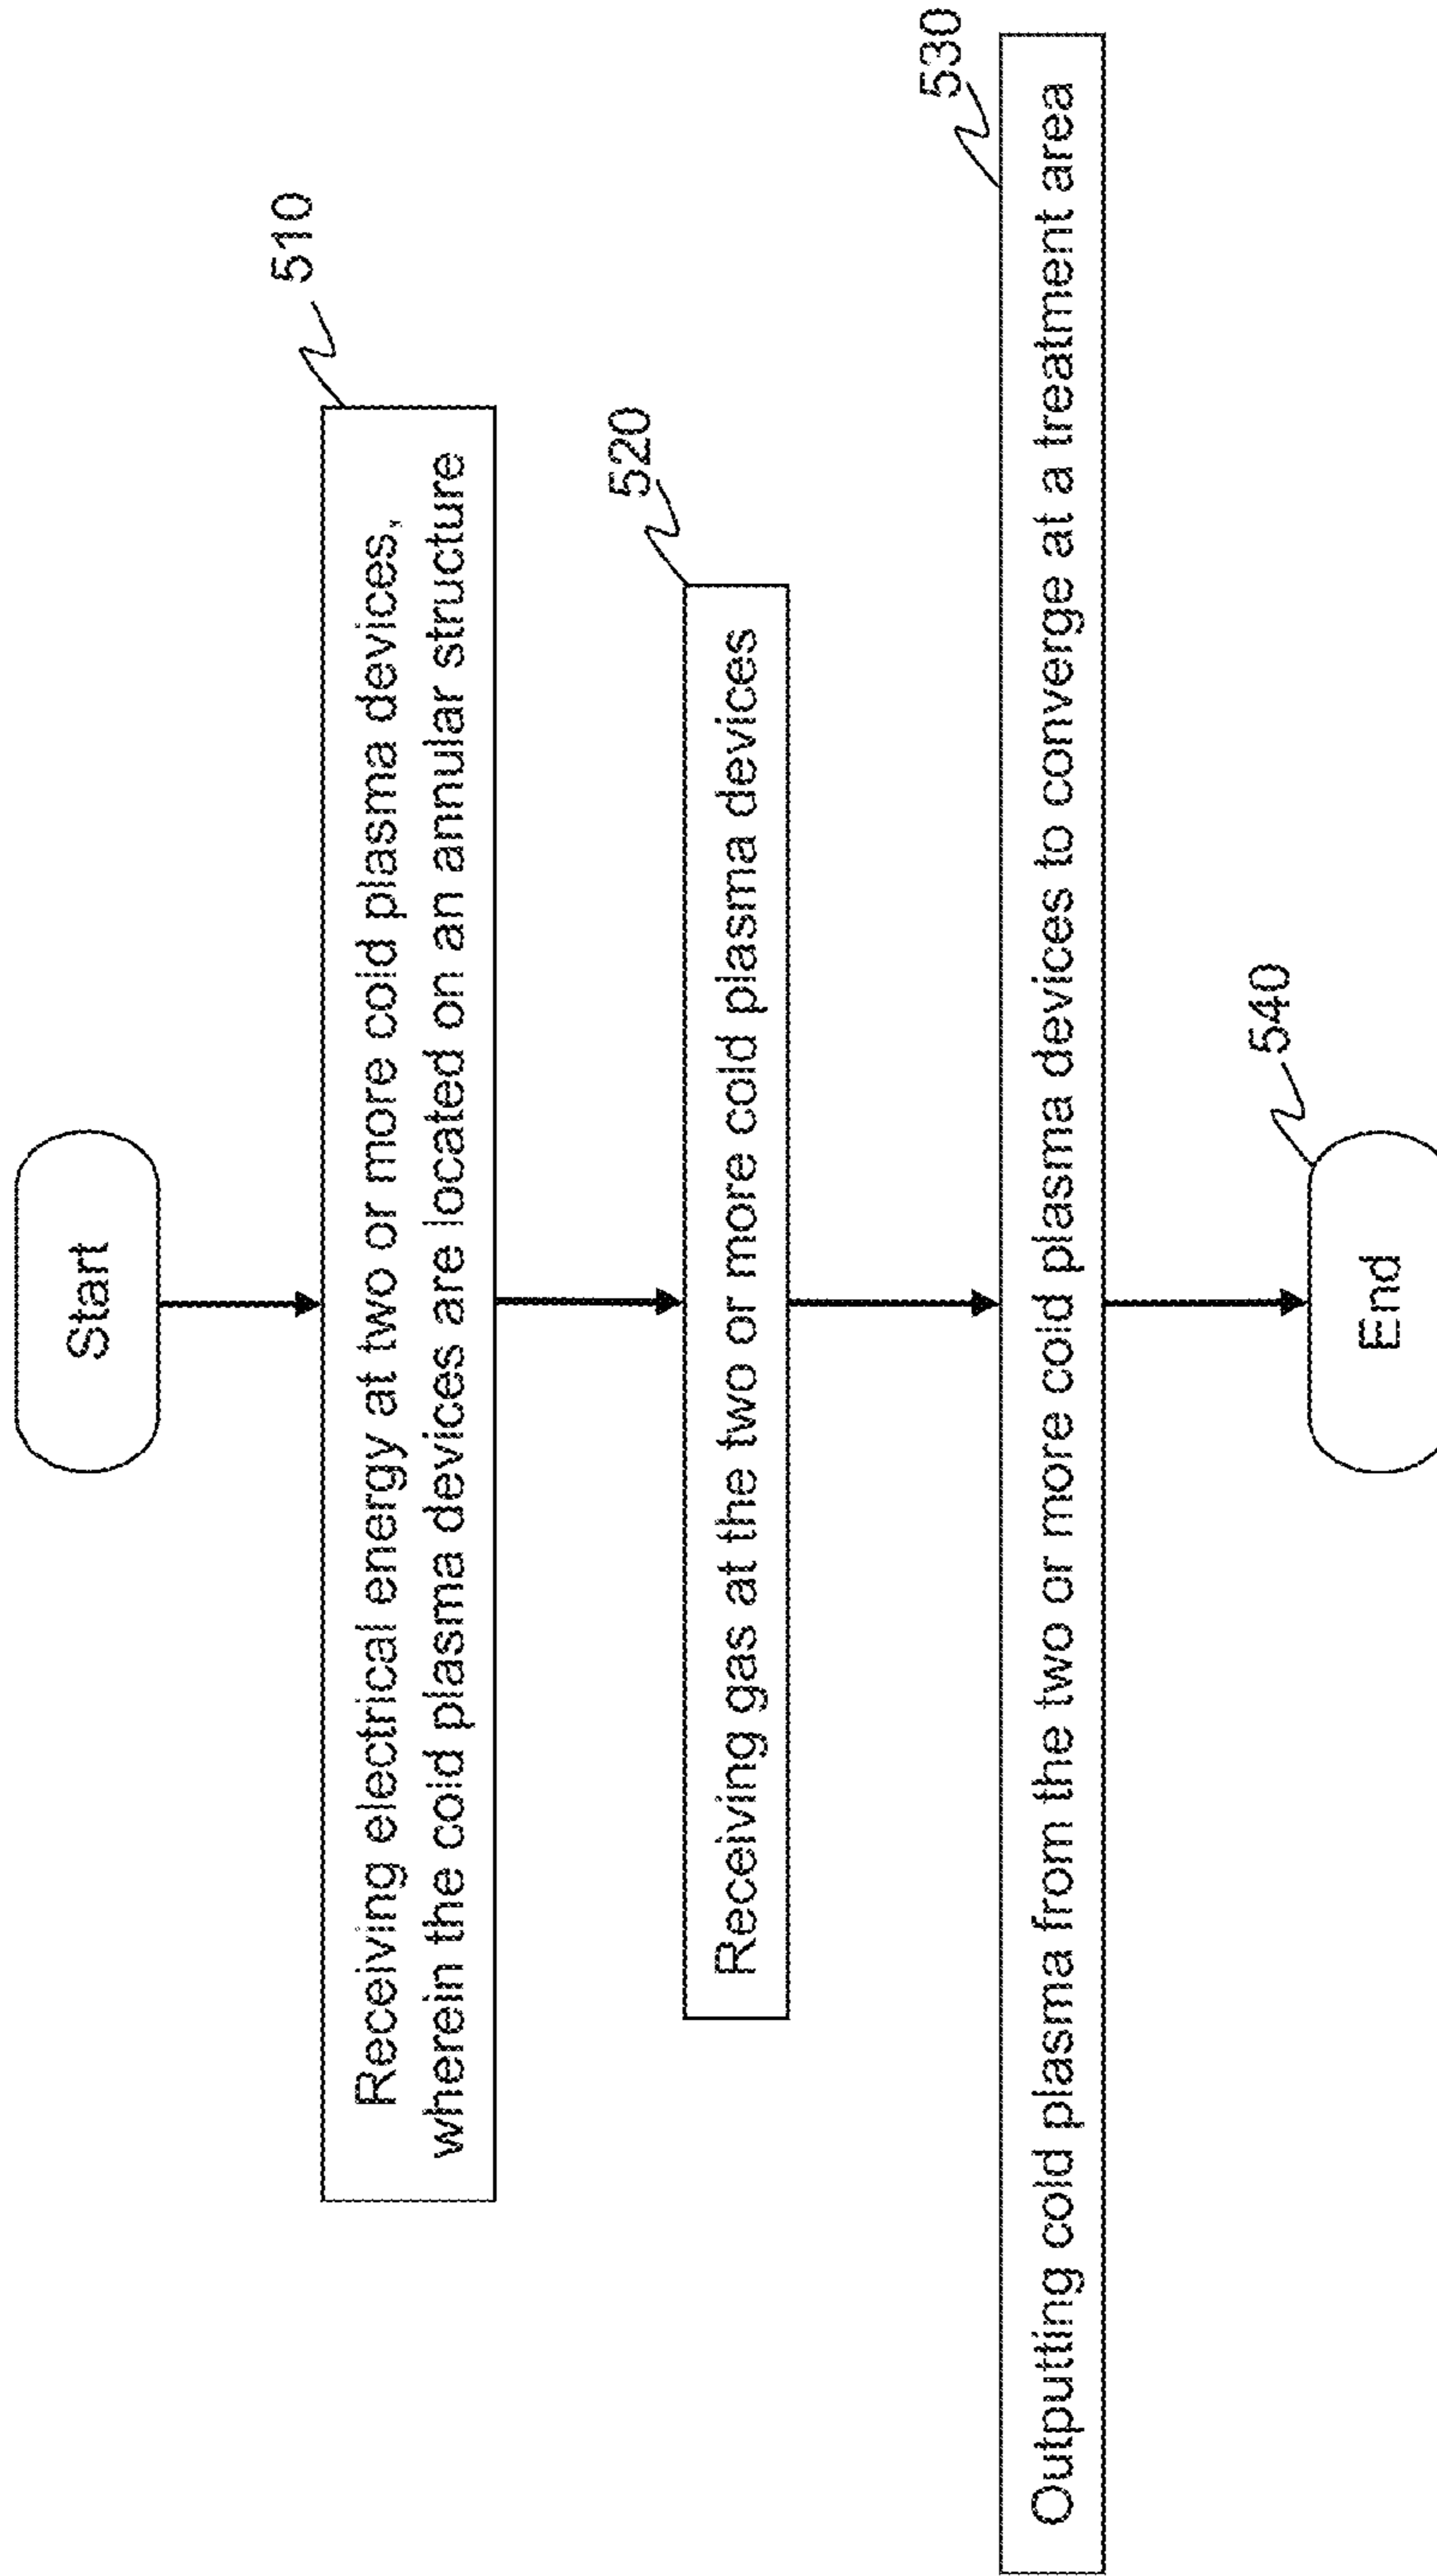 Start
510
Receiving electrical energy at two or more cold plasma devices,
wherein the cold plasma devices are located on an annular structure
520
Receiving gas at the two or more cold plasma devices
530
Outputting cold plasma from the two or more cold plasma devices to converge at a treatment area
540
End